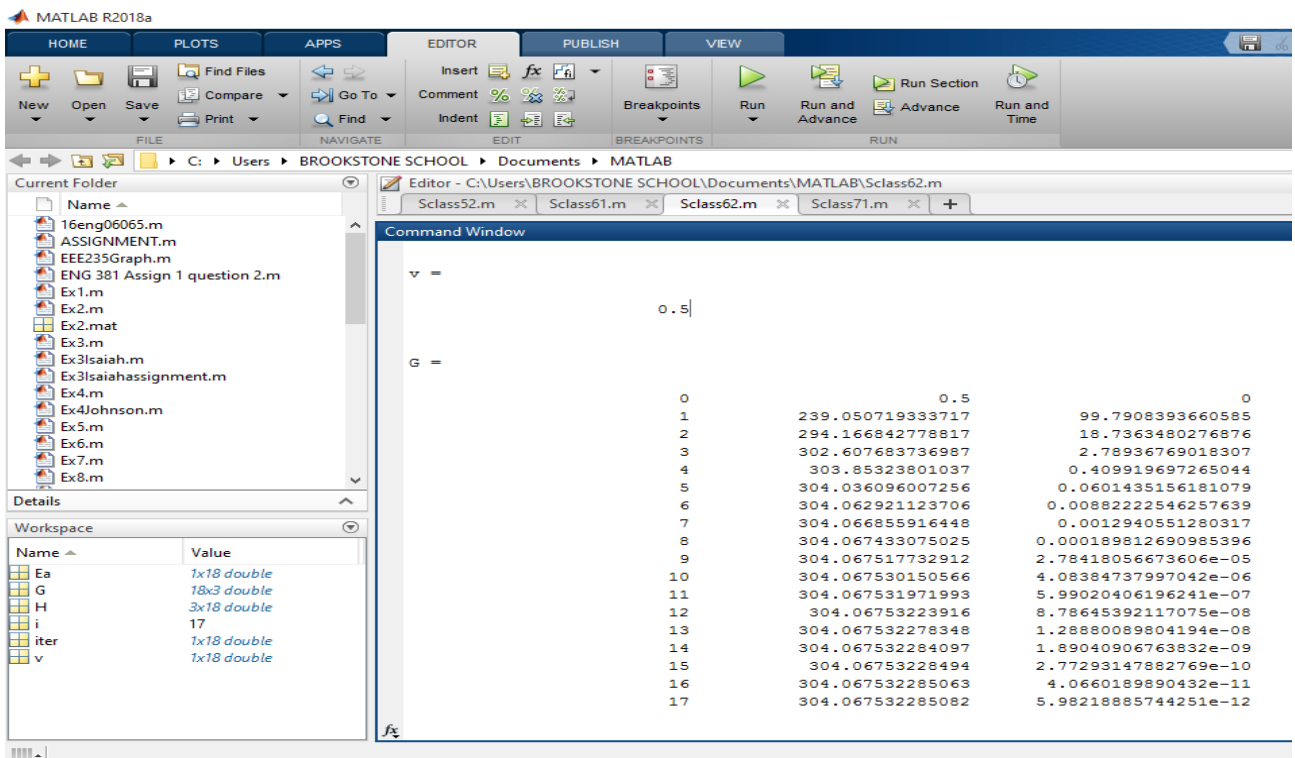 MATLAB R2018a
HOME PLOTS APPS EDITOR PUBLISH VIEW
New Open Save Find Files Compare Print Go To Find Insert fx Comment Indent Breakpoints Run Run and Advance Run Section Advance Run and Time
FILE NAVIGATE EDIT BREAKPOINTS RUN
C: Users BROOKSTONE SCHOOL Documents MATLAB
Current Folder
Name
16eng06065.m
ASSIGNMENT.m
EEE235Graph.m
ENG 381 Assign 1 question 2.m
Ex1.m
Ex2.m
Ex2.mat
Ex3.m
Ex3Isaiah.m
Ex3Isaiahassignment.m
Ex4.m
Ex4Johnson.m
Ex5.m
Ex6.m
Ex7.m
Ex8.m
Details
Workspace
Name Value
Ea 1x18 double
G 18x3 double
H 3x18 double
i 17
iter 1x18 double
v 1x18 double
Editor - C:\Users\BROOKSTONE SCHOOL\Documents\MATLAB\Sclass62.m
Sclass52.m Sclass61.m Sclass62.m Sclass71.m +
Command Window
v =
0.5
G =
0 0.5 0
1 239.050719333717 99.7908393660585
2 294.166842778817 18.7363480276876
3 302.607683736987 2.78936769018307
4 303.85323801037 0.409919697265044
5 304.036096007256 0.0601435156181079
6 304.062921123706 0.00882222546257639
7 304.066855916448 0.0012940551280317
8 304.067433075025 0.000189812690985396
9 304.067517732912 2.78418056673606e-05
10 304.067530150566 4.08384737997042e-06
11 304.067531971993 5.99020406196241e-07
12 304.06753223916 8.78645392117075e-08
13 304.067532278348 1.28880089804194e-08
14 304.067532284097 1.89040906763832e-09
15 304.06753228494 2.77293147882769e-10
16 304.067532285063 4.0660189890432e-11
17 304.067532285082 5.98218885744251e-12
fx